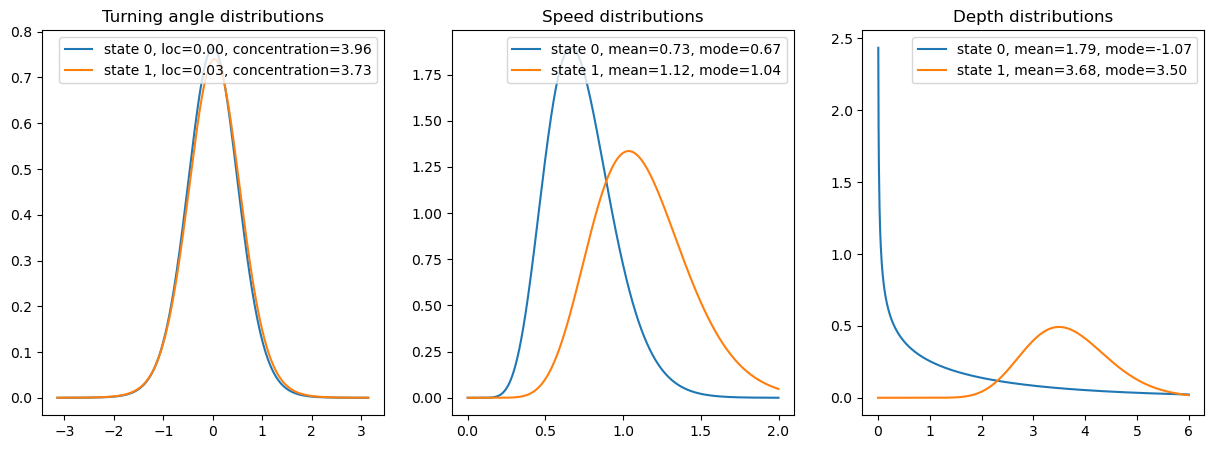 Turning angle distributions
state 0, loc=0.00, concentration=3.96
state 1, loc=0.03, concentration=3.73
0.8
0.7
0.6
0.5
0.4
0.3
0.2
0.1
0.0
−3 −2 −1 0 1 2 3
Speed distributions
state 0, mean=0.73, mode=0.67
state 1, mean=1.12, mode=1.04
1.75
1.50
1.25
1.00
0.75
0.50
0.25
0.00
0.0 0.5 1.0 1.5 2.0
Depth distributions
state 0, mean=1.79, mode=-1.07
state 1, mean=3.68, mode=3.50
2.5
2.0
1.5
1.0
0.5
0.0
0 1 2 3 4 5 6